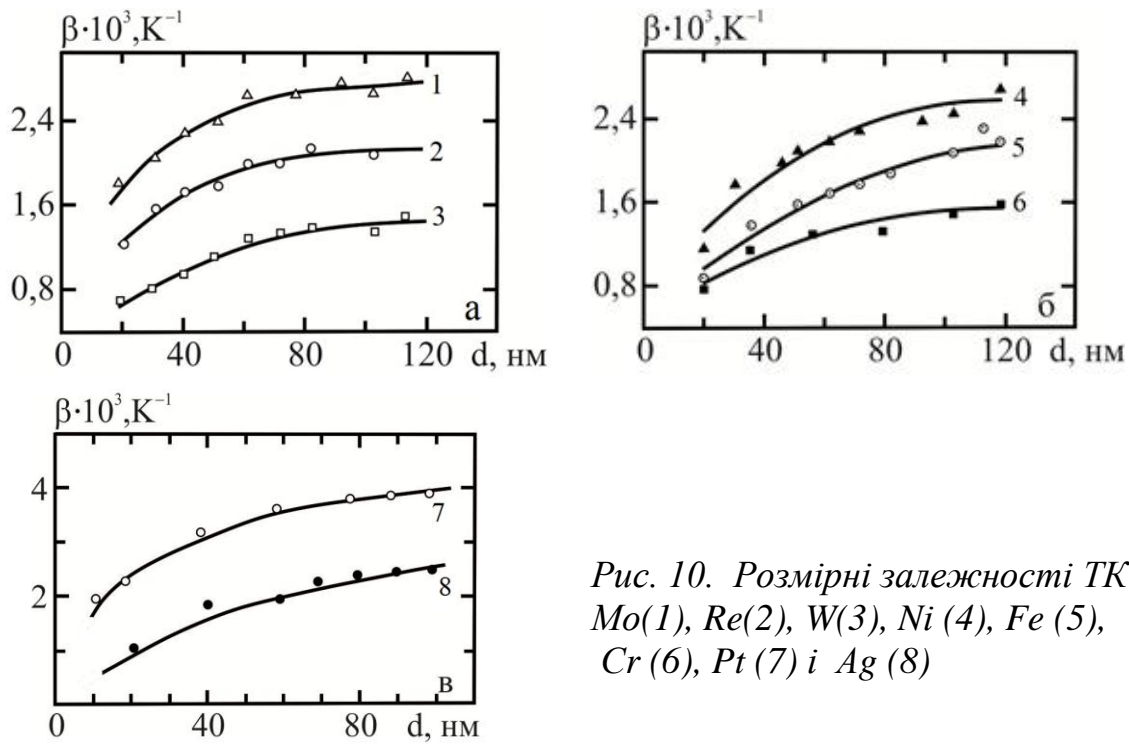 β·10³,K⁻¹
2,4
1,6
0,8
1
2
3
а
0 40 80 120 d, нм
β·10³,K⁻¹
2,4
1,6
0,8
4
5
6
б
0 40 80 120 d, нм
β·10³,K⁻¹
4
2
7
8
в
0 40 80 d, нм
Рис. 10. Розмірні залежності ТК
Mo(1), Re(2), W(3), Ni (4), Fe (5),
Cr (6), Pt (7) і Ag (8)